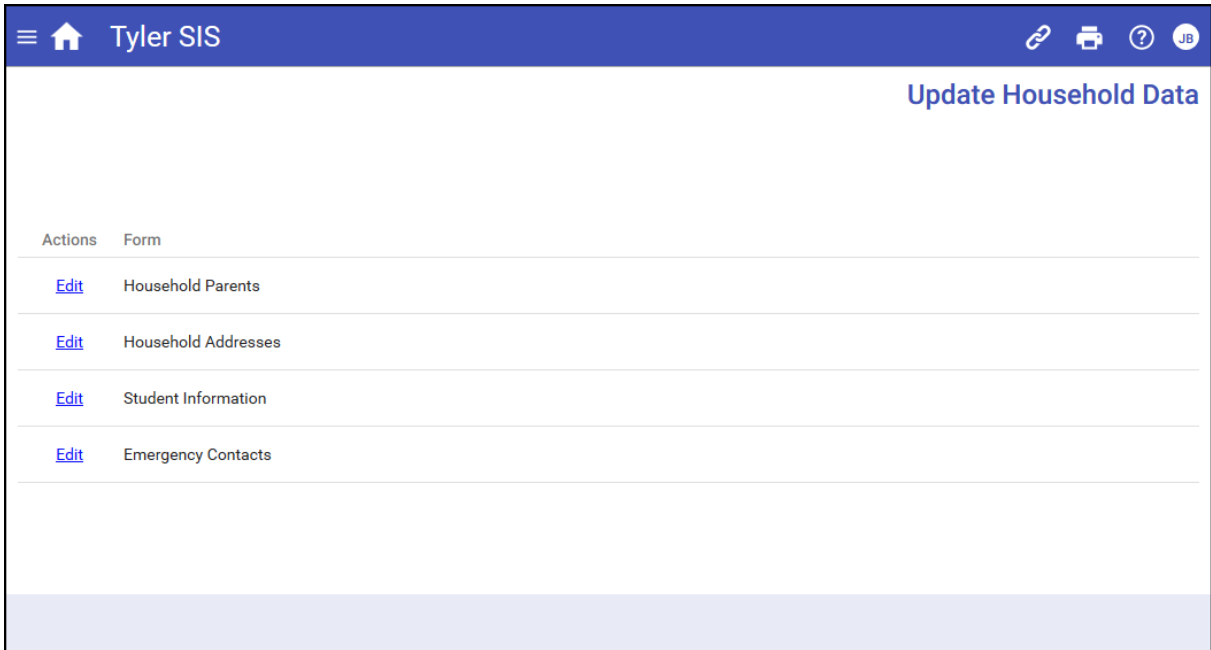 Tyler SIS JB
Update Household Data
Actions Form
Edit Household Parents
Edit Household Addresses
Edit Student Information
Edit Emergency Contacts